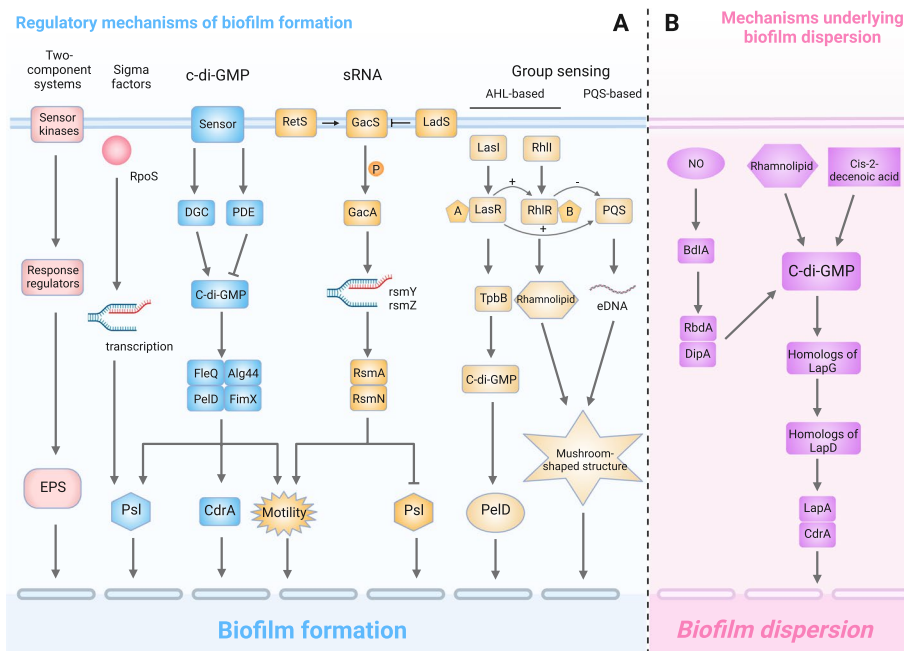 Regulatory mechanisms of biofilm formation
A
Two-
component
systems
Sigma
factors
c-di-GMP
sRNA
Group sensing
AHL-based
PQS-based
Sensor
kinases
Sensor
RetS
GacS
LadS
RpoS
P
LasI
RhlI
+
-
DGC
PDE
GacA
A
LasR
RhlR
B
PQS
+
Response
regulators
C-di-GMP
rsmY
rsmZ
TpbB
Rhamnolipid
eDNA
transcription
FleQ
Alg44
PelD
FimX
RsmA
RsmN
C-di-GMP
Mushroom-
shaped structure
EPS
Psl
CdrA
Motility
Psl
PelD
Biofilm formation
B
Mechanisms underlying
biofilm dispersion
NO
Rhamnolipid
Cis-2-
decenoic acid
BdlA
C-di-GMP
RbdA
DipA
Homologs of
LapG
Homologs of
LapD
LapA
CdrA
Biofilm dispersion